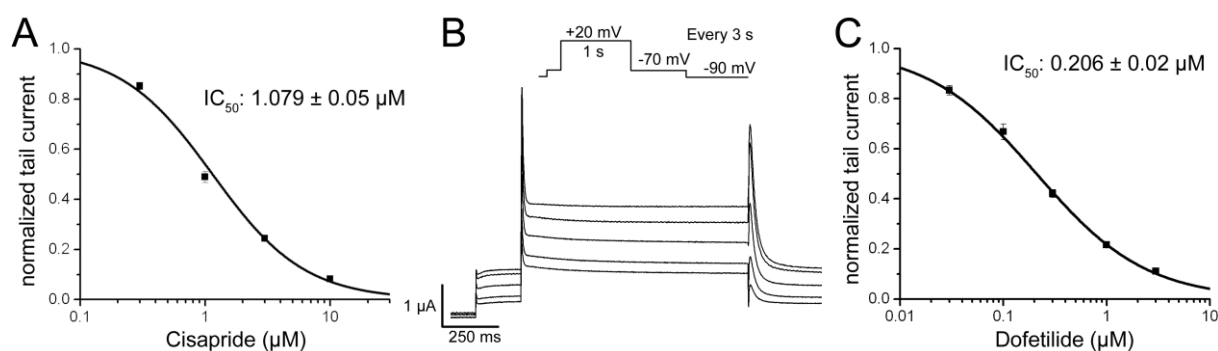 A
1.0
0.8
0.6
0.4
0.2
0.0
normalized tail current
IC50: 1.079 ± 0.05 µM
0.1
1
10
Cisapride (µM)
B
+20 mV
Every 3 s
1 s
-70 mV
-90 mV
1 µA
250 ms
C
1.0
0.8
0.6
0.4
0.2
0.0
normalized tail current
IC50: 0.206 ± 0.02 µM
0.01
0.1
1
10
Dofetilide (µM)